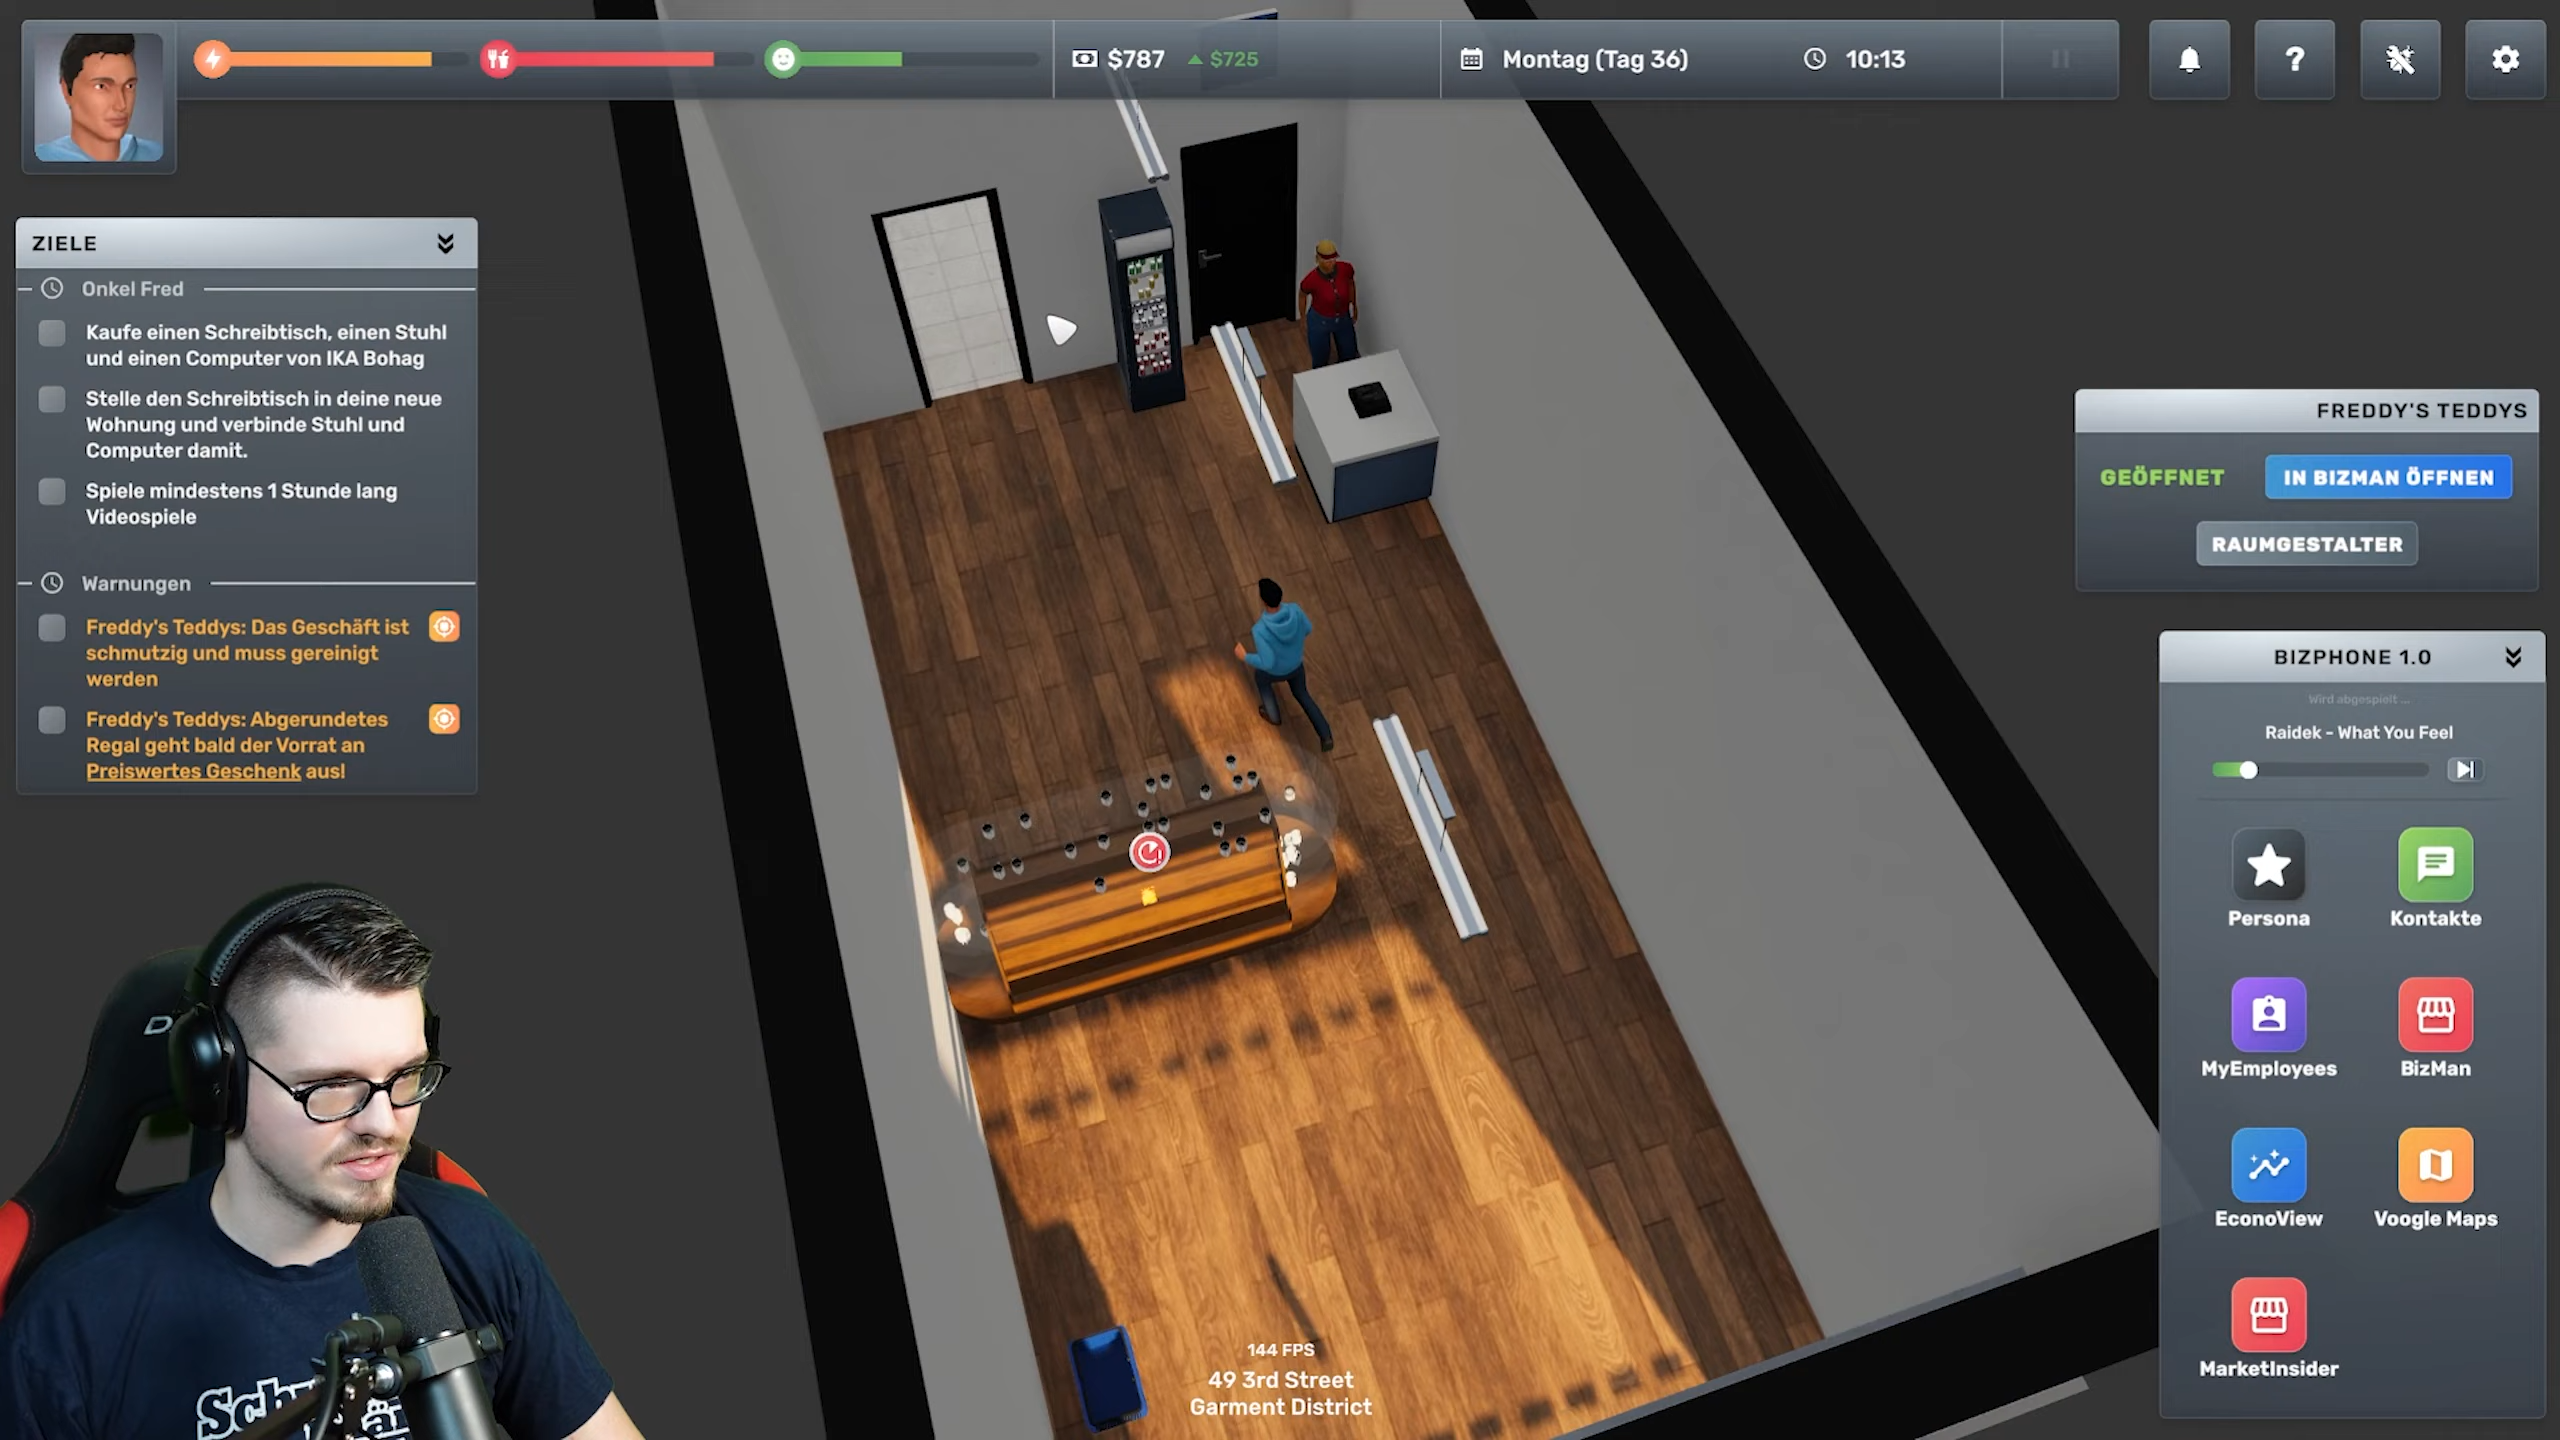 $787 $725
Montag (Tag 36) 10:13
?
ZIELE
Onkel Fred
Kaufe einen Schreibtisch, einen Stuhl
und einen Computer von IKA Bohag
Stelle den Schreibtisch in deine neue
Wohnung und verbinde Stuhl und
Computer damit.
Spiele mindestens 1 Stunde lang
Videospiele
Warnungen
Freddy's Teddys: Das Geschäft ist
schmutzig und muss gereinigt
werden
Freddy's Teddys: Abgerundetes
Regal geht bald der Vorrat an
Preiswertes Geschenk aus!
FREDDY'S TEDDYS
GEÖFFNET
IN BIZMAN ÖFFNEN
RAUMGESTALTER
BIZPHONE 1.0
Wird abgespielt ...
Raidek - What You Feel
Persona
Kontakte
MyEmployees
BizMan
EconoView
Voogle Maps
MarketInsider
144 FPS
49 3rd Street
Garment District